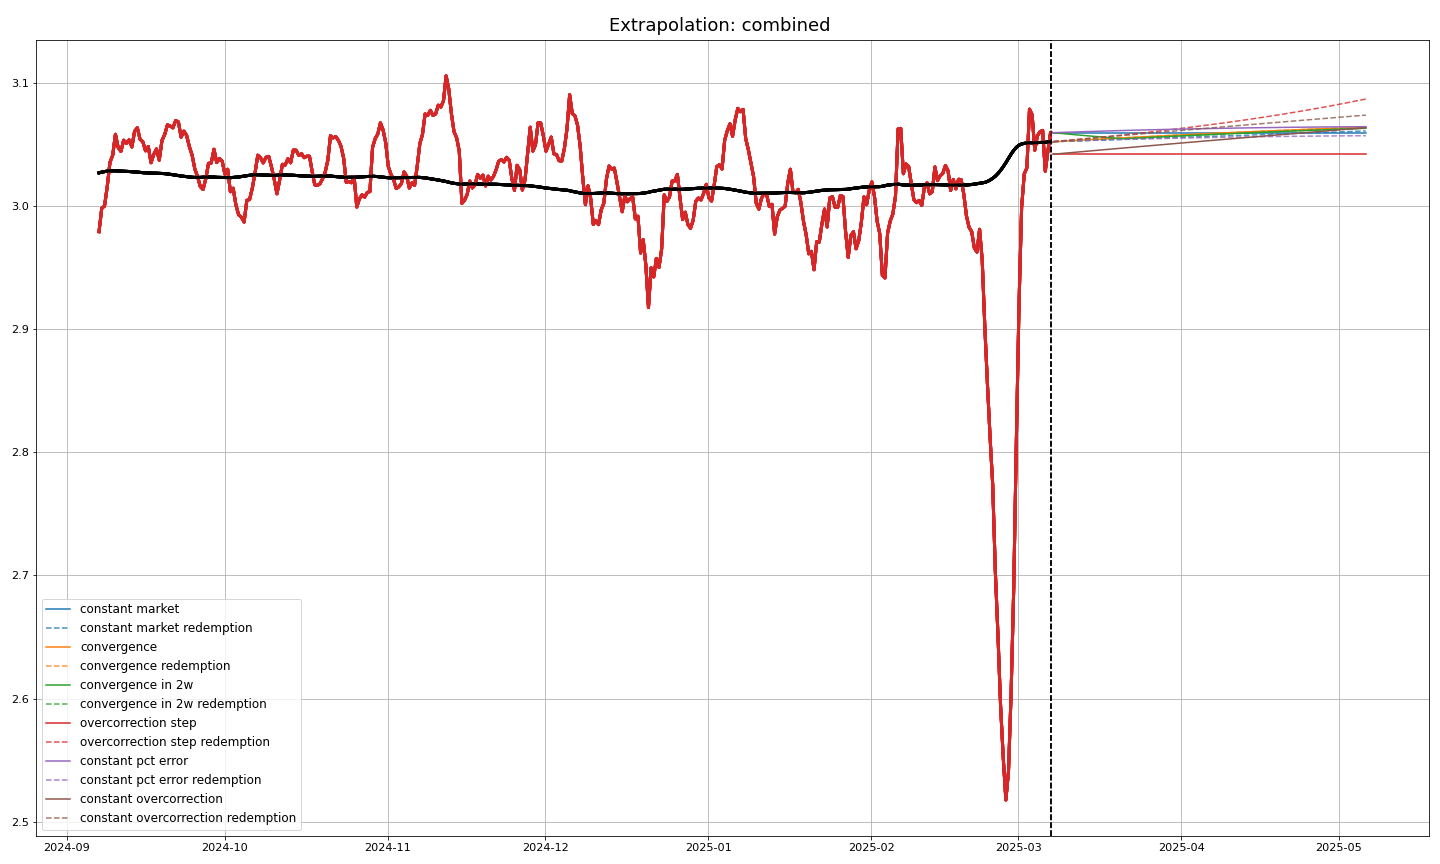 Extrapolation: combined
3.1
3.0
2.9
2.8
2.7
2.6
2.5
constant market
constant market redemption
convergence
convergence redemption
convergence in 2w
convergence in 2w redemption
overcorrection step
overcorrection step redemption
constant pct error
constant pct error redemption
constant overcorrection
constant overcorrection redemption
2024-09 2024-10 2024-11 2024-12 2025-01 2025-02 2025-03 2025-04 2025-05